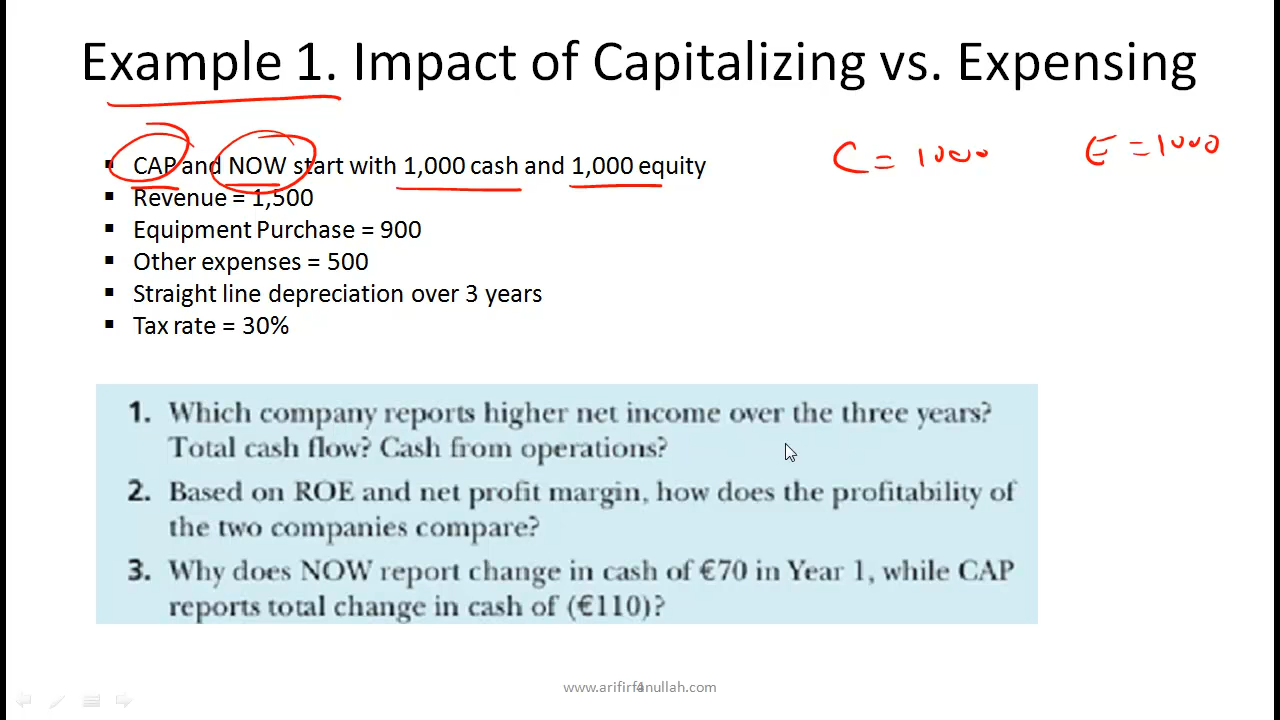 Example 1. Impact of Capitalizing vs. Expensing
▪ CAP and NOW start with 1,000 cash and 1,000 equity
C = 1000
E = 1000
▪ Revenue = 1,500
▪ Equipment Purchase = 900
▪ Other expenses = 500
▪ Straight line depreciation over 3 years
▪ Tax rate = 30%
1. Which company reports higher net income over the three years?
Total cash flow? Cash from operations?
2. Based on ROE and net profit margin, how does the profitability of
the two companies compare?
3. Why does NOW report change in cash of €70 in Year 1, while CAP
reports total change in cash of (€110)?
4